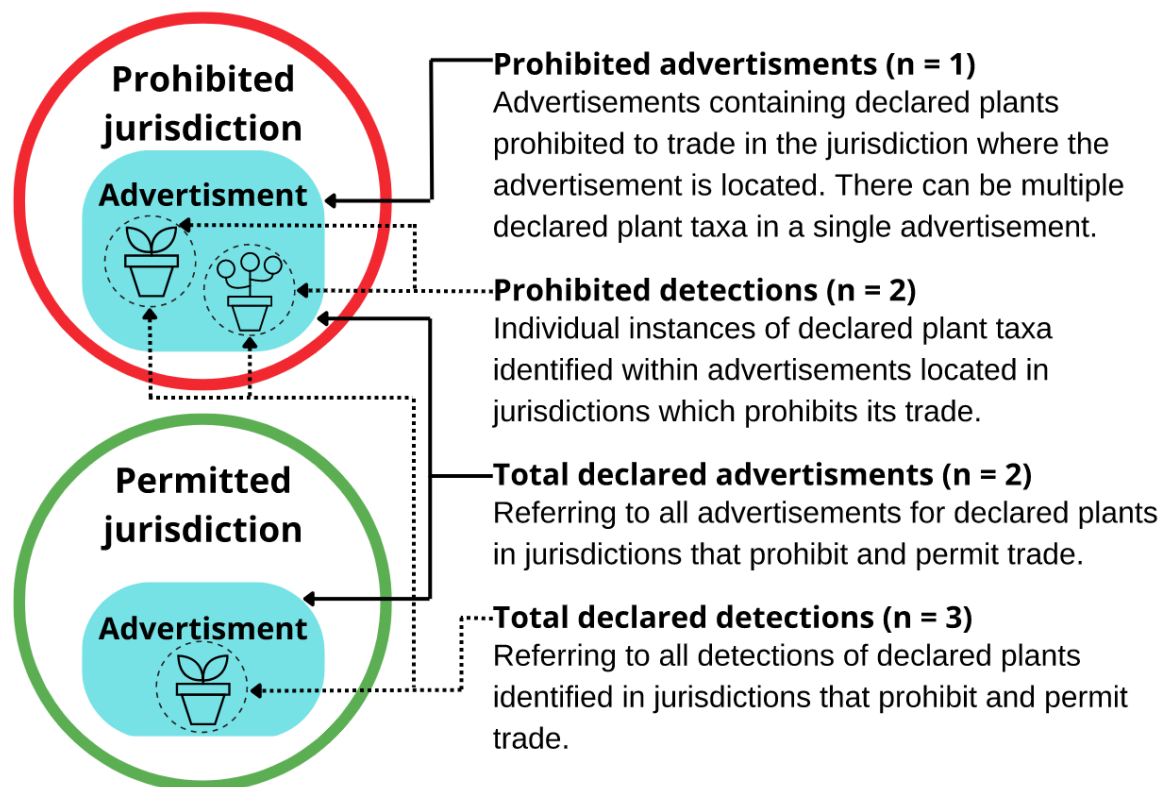 Prohibited
jurisdiction
Advertisment
Permitted
jurisdiction
Advertisment
Prohibited advertisments (n = 1)
Advertisements containing declared plants
prohibited to trade in the jurisdiction where the
advertisement is located. There can be multiple
declared plant taxa in a single advertisement.
Prohibited detections (n = 2)
Individual instances of declared plant taxa
identified within advertisements located in
jurisdictions which prohibits its trade.
Total declared advertisments (n = 2)
Referring to all advertisements for declared plants
in jurisdictions that prohibit and permit trade.
Total declared detections (n = 3)
Referring to all detections of declared plants
identified in jurisdictions that prohibit and permit
trade.